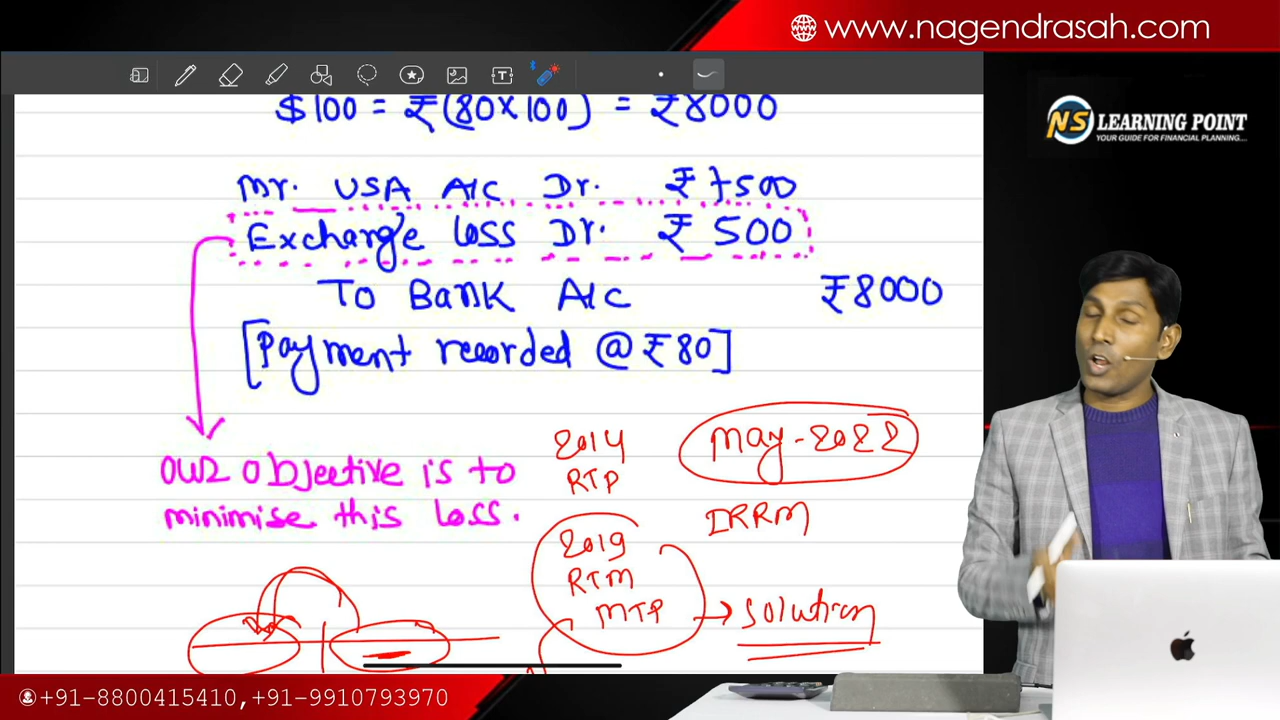 www.nagendrasah.com
NS LEARNING POINT
YOUR GUIDE FOR FINANCIAL PLANNING....
$100 = ₹(80×100) = ₹8000
Mr. USA A/C Dr. ₹7500
Exchange loss Dr. ₹500
To Bank A/C ₹8000
[Payment recorded @ ₹80]
our objective is to
minimise this loss.
2014
RTP
May-2022
IRRM
2019
RTM
MTP → Solution
+91-8800415410,+91-9910793970